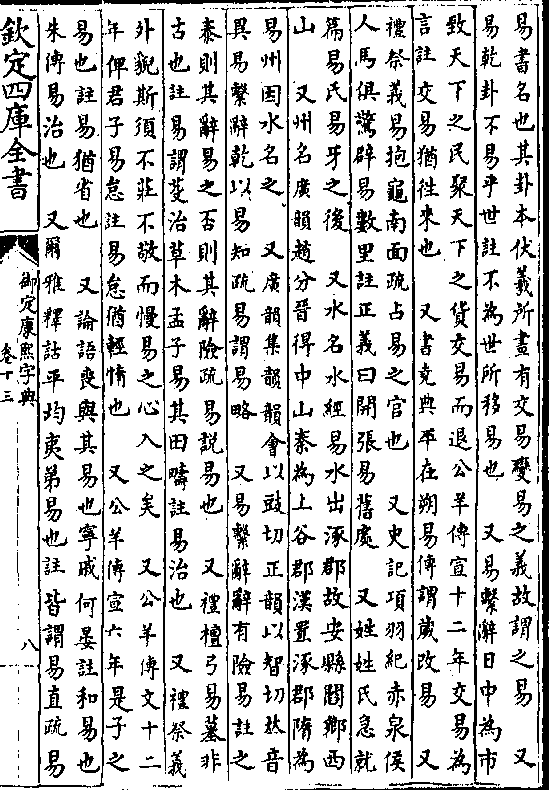 易書名也其卦本伏羲所畫有交易變易之義故謂之易　又
易乾卦不易乎世註不為世所移易也　又易繫辭日中為市
致天下之民聚天下之貨交易而退公羊傳宣十二年交易為
言註交易猶往來也　又書堯典平在朔易傳謂歲改易　又
禮祭義易抱龜南面疏占易之官也　又史記項羽紀赤泉侯
人馬俱驚辟易數里註正義曰開張易舊處　又姓姓氏急就
篇易氏易牙之後　又水名水經易水出涿郡故安縣閻鄉西
山　又州名廣韻趙分晉得中山秦為上谷郡漢置涿郡隋為
易州因水名之　又廣韻集韻韻會以豉切正韻以智切𠀤音
異易繫辭乾以易知疏易謂易略　又易繫辭辭有險易註之
泰則其辭易之否則其辭險疏易說易也　又禮檀弓易墓非
古也註易謂芟治草木孟子易其田疇註易治也　又禮祭義
外貌斯須不莊不敬而慢易之心入之矣　又公羊傳文十二
年俾君子易怠註易怠猶輕惰也　又公羊傳宣六年是子之
易也註易猶省也　又論語喪與其易也寧戚何晏註和易也
朱傳易治也　又爾雅釋詁平均夷弟易也註皆謂易直疏易
欽定四庫全書
御定康熙字典
卷十三
八